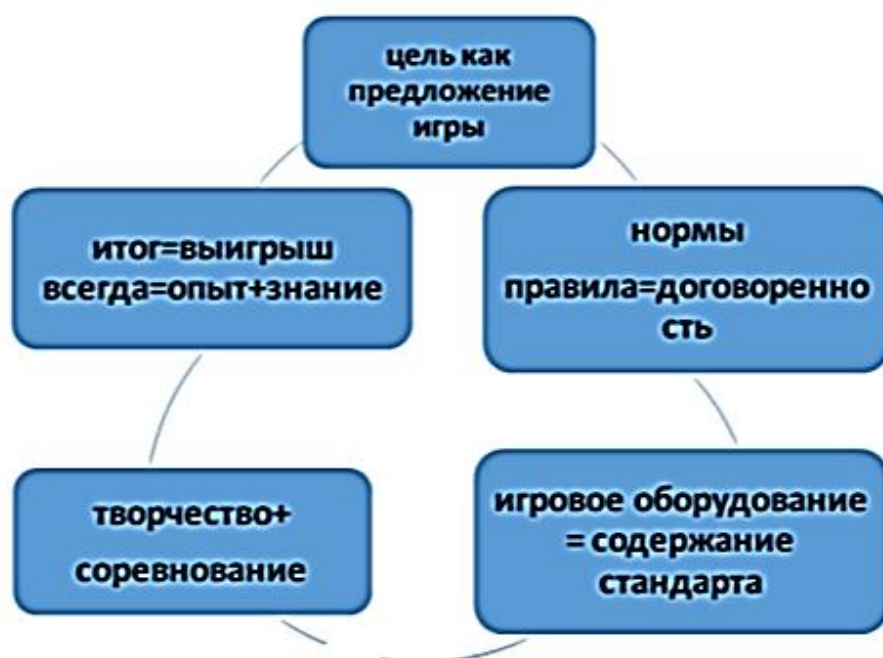 цель как
предложение
игры
нормы
правила=договоренно
сть
игровое оборудование
= содержание
стандарта
творчество+
соревнование
итог=выигрыш
всегда=опыт+знание